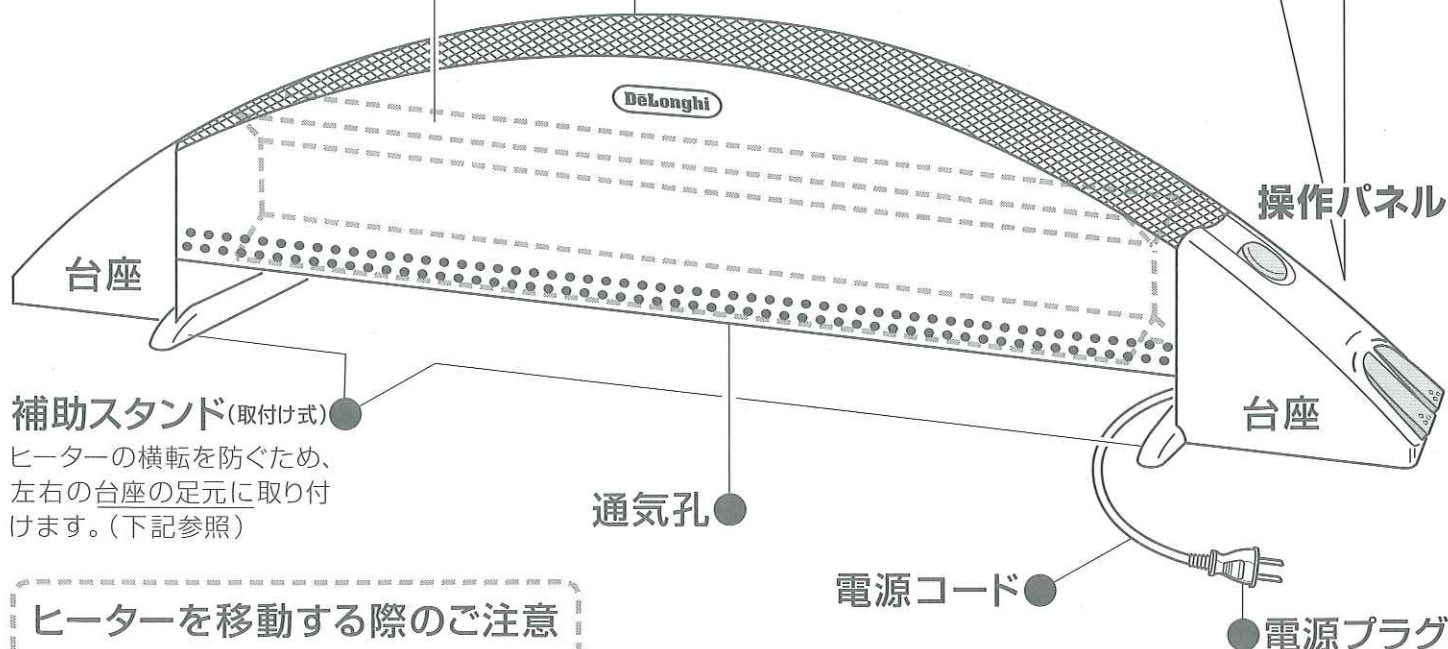 DeLonghi
操作パネル
台座
台座
補助スタンド(取付け式)
ヒーターの横転を防ぐため、
左右の台座の足元に取り付
けます。(下記参照)
通気孔
電源コード
電源プラグ
ヒーターを移動する際のご注意